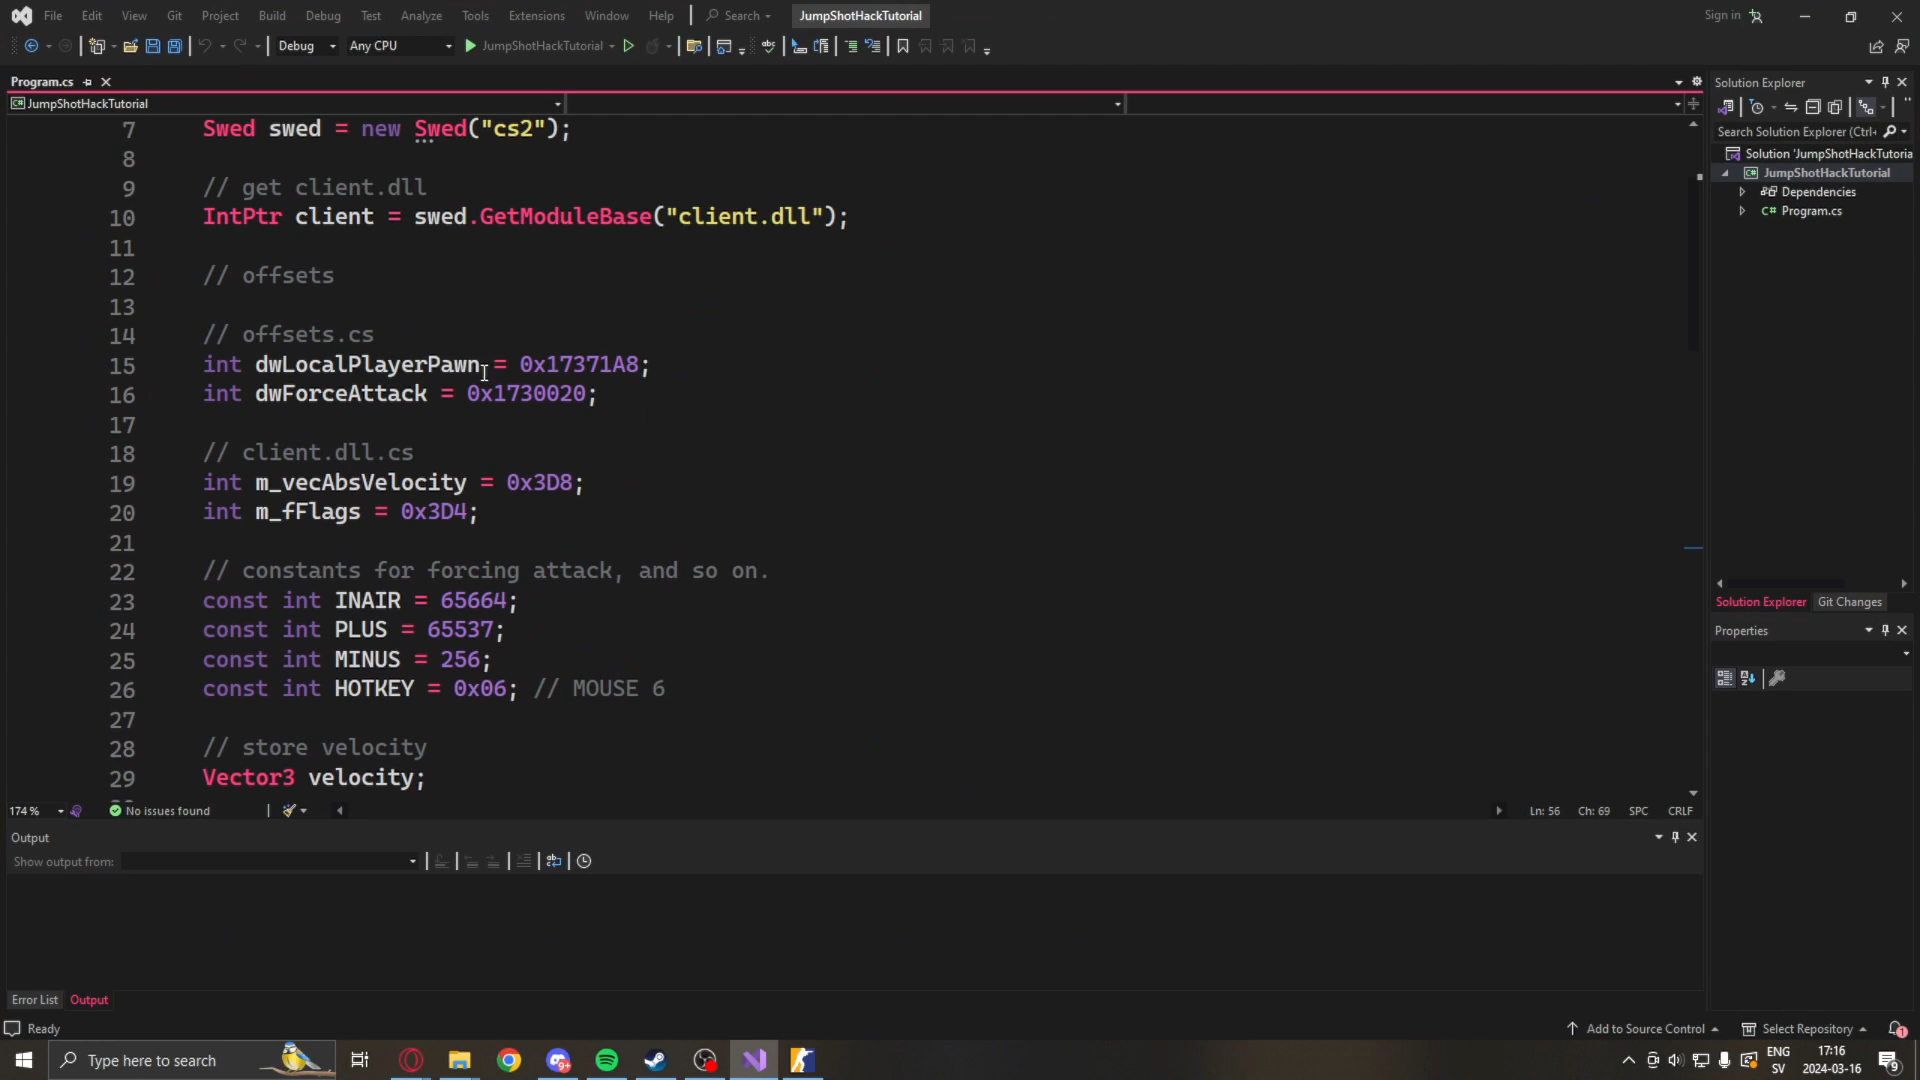 File Edit View Git Project Build Debug Test Analyze Tools Extensions Window Help Search JumpShotHackTutorial Sign in
Debug Any CPU JumpShotHackTutorial
Program.cs
JumpShotHackTutorial
7 Swed swed = new Swed("cs2");
8
9 // get client.dll
10 IntPtr client = swed.GetModuleBase("client.dll");
11
12 // offsets
13
14 // offsets.cs
15 int dwLocalPlayerPawn = 0x17371A8;
16 int dwForceAttack = 0x1730020;
17
18 // client.dll.cs
19 int m_vecAbsVelocity = 0x3D8;
20 int m_fFlags = 0x3D4;
21
22 // constants for forcing attack, and so on.
23 const int INAIR = 65664;
24 const int PLUS = 65537;
25 const int MINUS = 256;
26 const int HOTKEY = 0x06; // MOUSE 6
27
28 // store velocity
29 Vector3 velocity;
174 % No issues found Ln: 56 Ch: 69 SPC CRLF
Output
Show output from:
Error List Output
Solution Explorer
Search Solution Explorer (Ctrl+
Solution 'JumpShotHackTutoria
JumpShotHackTutorial
Dependencies
C# Program.cs
Solution Explorer Git Changes
Properties
Ready Add to Source Control Select Repository 1
Type here to search
9+
ENG
SV
17:16
2024-03-16
9